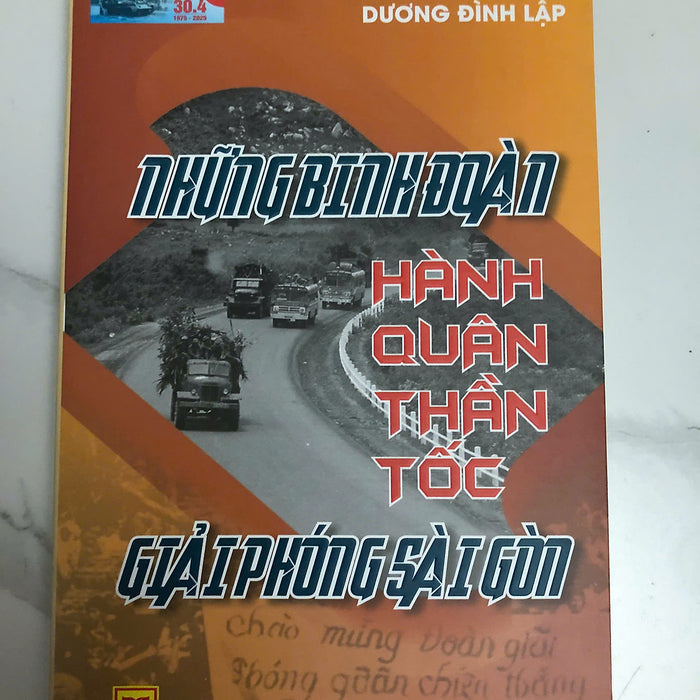 30.4
1975 - 2025
DƯƠNG ĐÌNH LẬP
NHỮNG BINH ĐOÀN
HÀNH
QUÂN
THẦN
TỐC
GIẢI PHÓNG SÀI GÒN
Chào mừng Đoàn giải
phóng quân chiến thắng